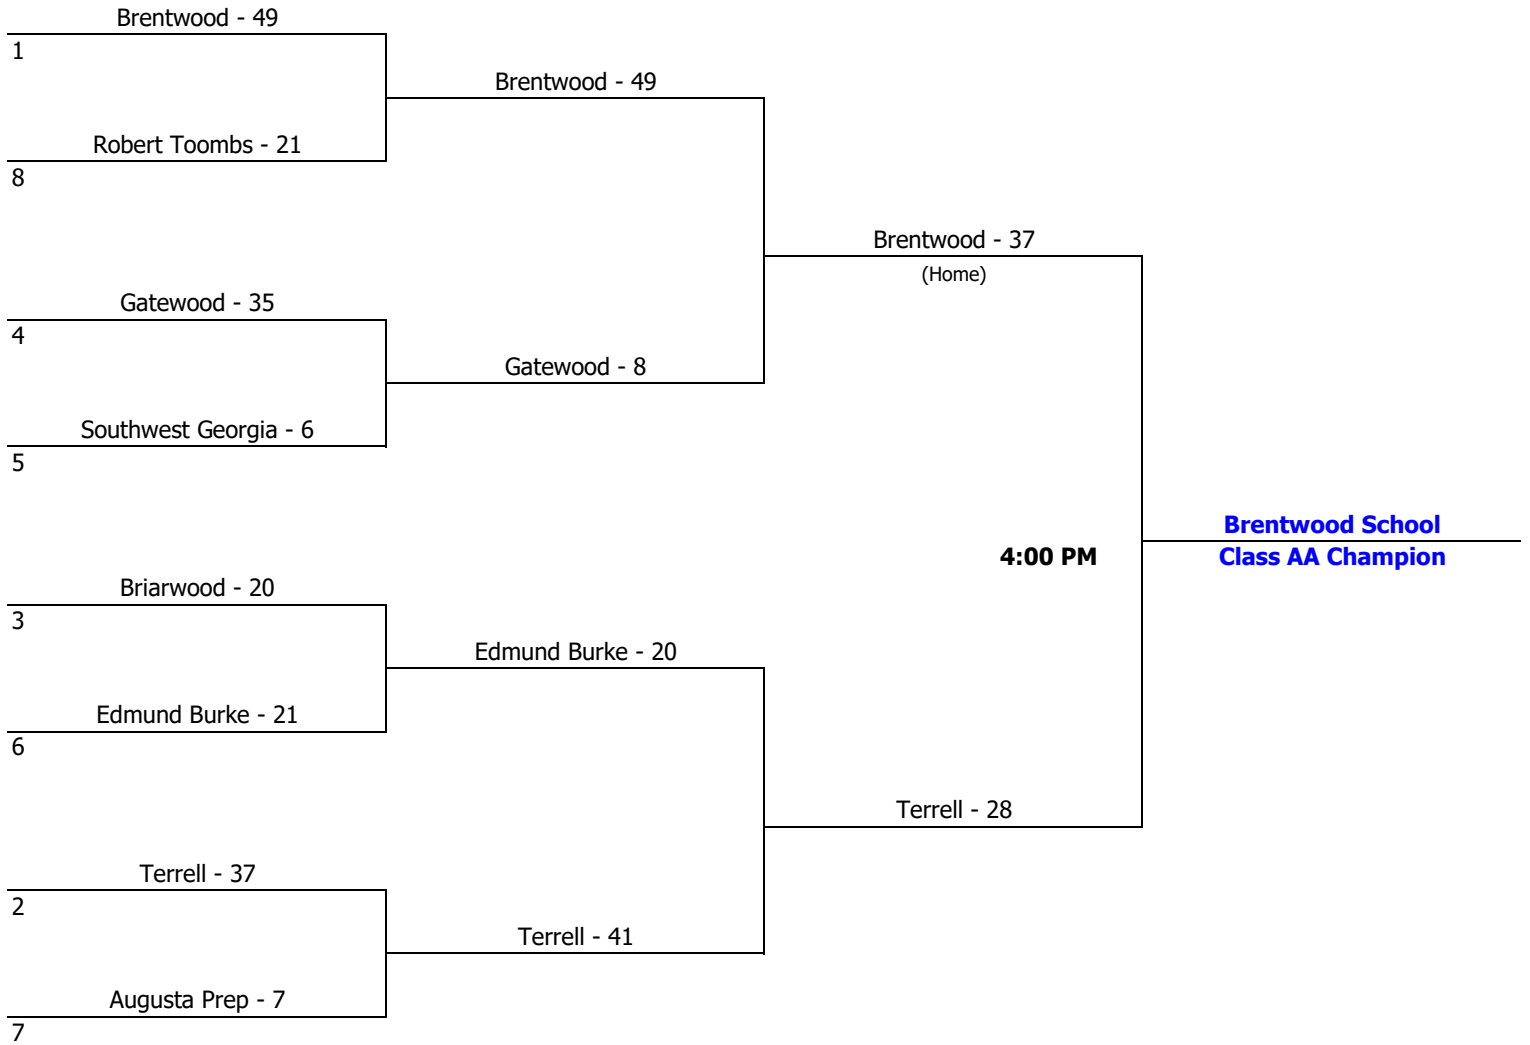 Brentwood - 49
1
Brentwood - 49
Robert Toombs - 21
8
Brentwood - 37
(Home)
Gatewood - 35
4
Gatewood - 8
Southwest Georgia - 6
5
Brentwood School
4:00 PM
Class AA Champion
Briarwood - 20
3
Edmund Burke - 20
Edmund Burke - 21
6
Terrell - 28
Terrell - 37
2
Terrell - 41
Augusta Prep - 7
7